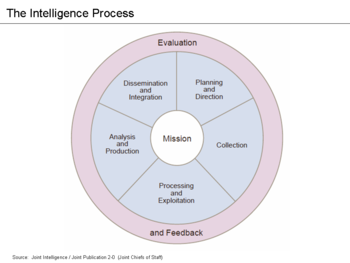 The Intelligence Process
Evaluation
Dissemination
and
Integration
Planning
and
Direction
Analysis
and
Production
Mission
Collection
Processing
and
Exploitation
and Feedback
Source: Joint Intelligence / Joint Publication 2-0 (Joint Chiefs of Staff)